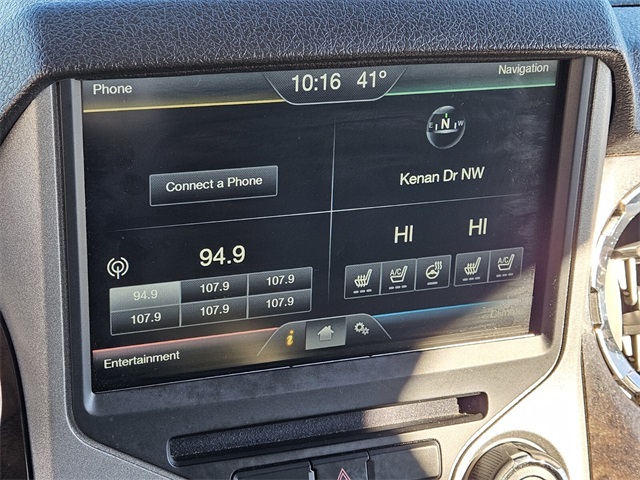 Phone
10:16 41°
Navigation
E N W
Connect a Phone
Kenan Dr NW
94.9
HI HI
94.9 107.9 107.9
107.9 107.9 107.9
A/C A/C
Entertainment
i
Climate